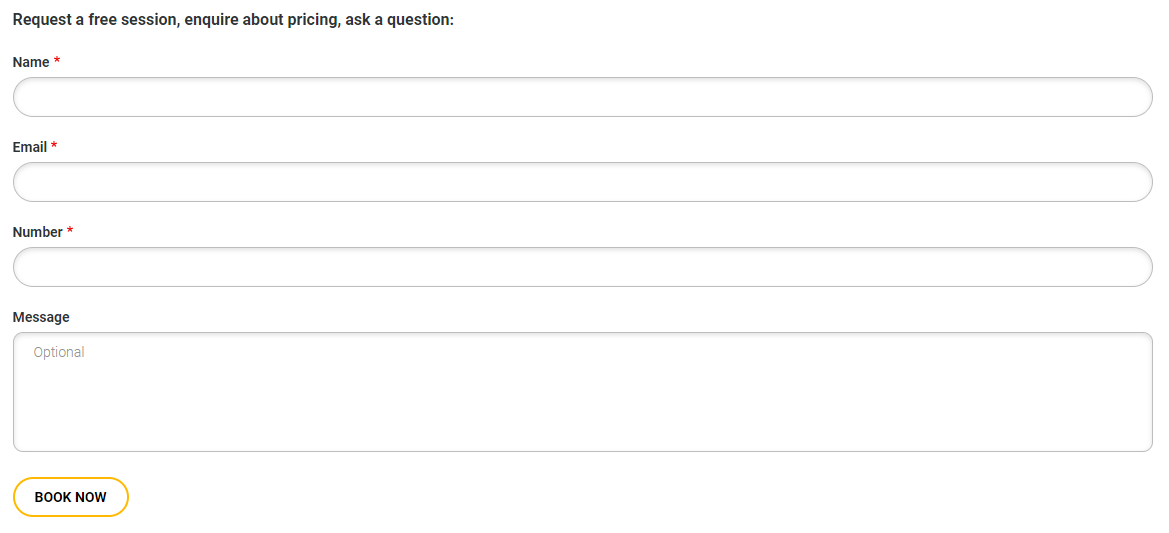 Request a free session, enquire about pricing, ask a question:
Name *
Email *
Number *
Message
Optional
BOOK NOW